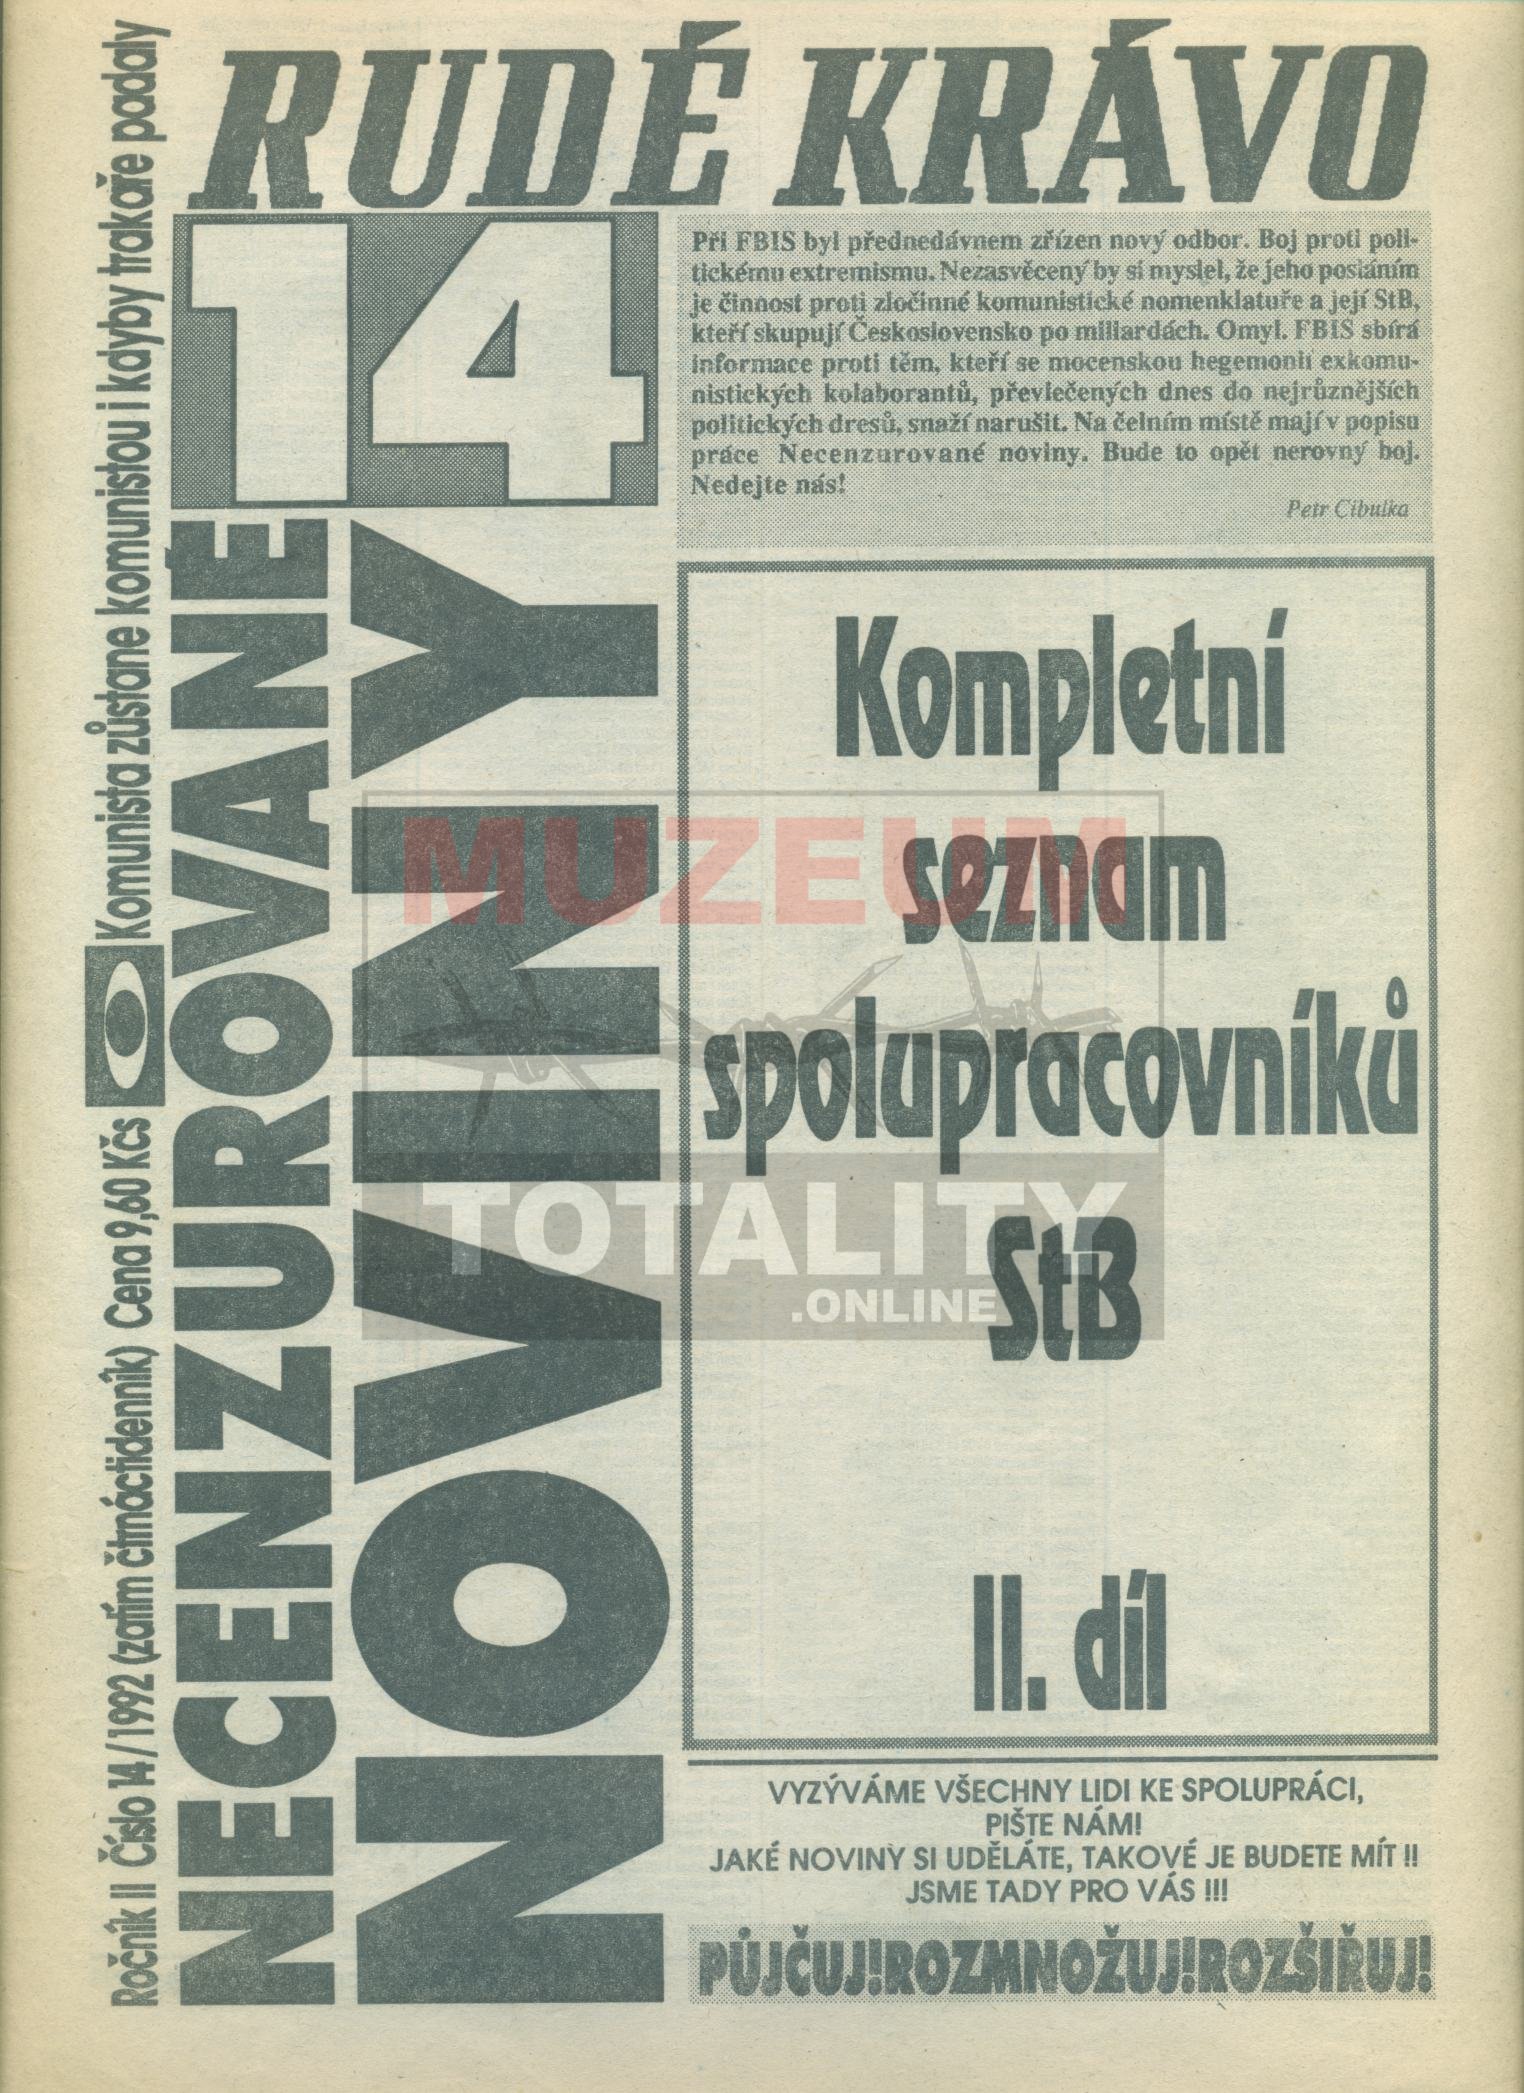 RUDÉ KRÁVO
14
NECENZUROVANÉ
NOVINY
Ročník II Číslo 14/1992 (zatím čtrnáctidenník) Cena 9,60 Kčs
Komunista zůstane komunistou i kdyby trakaře padaly
Při FBIS byl přednedávnem zřízen nový odbor. Boj proti poli-
tickému extremismu. Nezasvěcený by si myslel, že jeho posláním
je činnost proti zločinné komunistické nomenklatuře a její StB,
kteří skupují Československo po miliardách. Omyl. FBIS sbírá
informace proti těm, kteří se mocenskou hegemonii exkomu-
nistických kolaborantů, převlečených dnes do nejrůznějších
politických dresů, snaží narušit. Na čelním místě mají v popisu
práce Necenzurované noviny. Bude to opět nerovný boj.
Nedejte nás!
Petr Cibulka
Kompletní
seznam
spolupracovníků
StB
II. díl
MUZEUM
TOTALITY
.ONLINE
VYZÝVÁME VŠECHNY LIDI KE SPOLUPRÁCI,
PIŠTE NÁM!
JAKÉ NOVINY SI UDĚLÁTE, TAKOVÉ JE BUDETE MÍT !!
JSME TADY PRO VÁS !!!
PŮJČUJ!ROZMNOŽUJ!ROZŠIŘUJ!